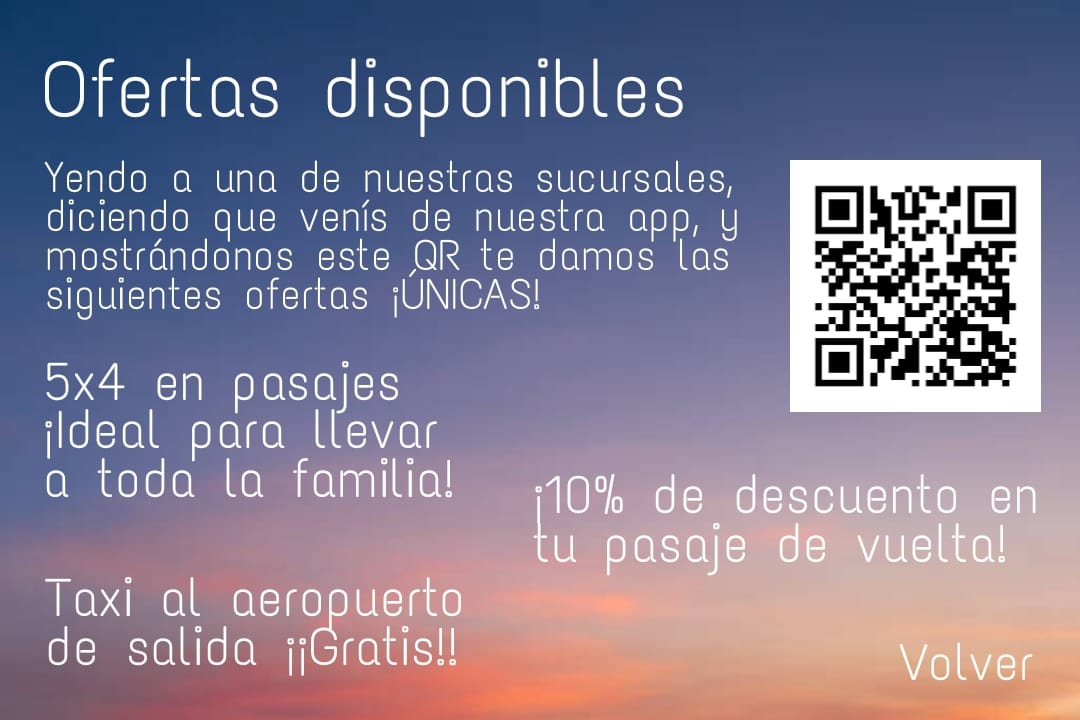 Ofertas disponibles
Yendo a una de nuestras sucursales,
diciendo que venís de nuestra app, y
mostrándonos este QR te damos las
siguientes ofertas ¡ÚNICAS!
5x4 en pasajes
¡Ideal para llevar
a toda la familia!
¡10% de descuento en
tu pasaje de vuelta!
Taxi al aeropuerto
de salida ¡¡Gratis!!
Volver